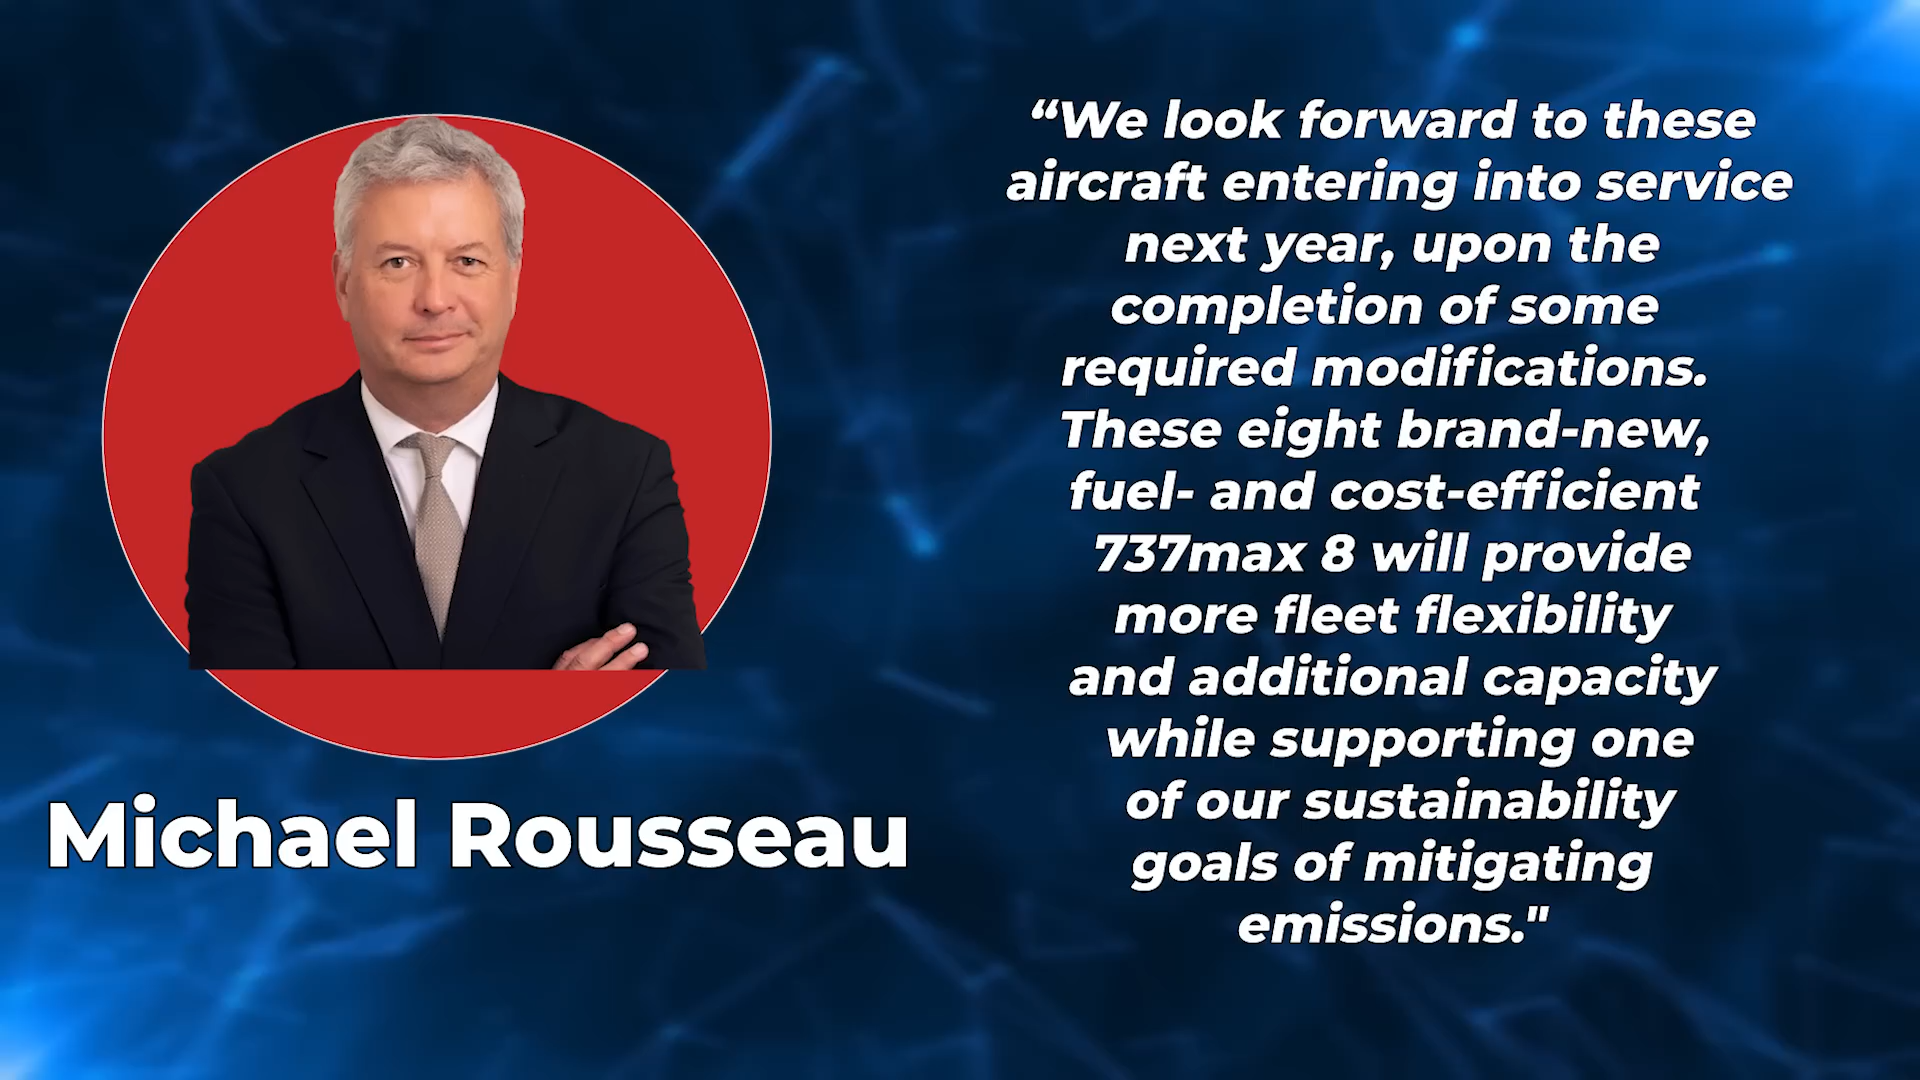 Michael Rousseau
“We look forward to these
aircraft entering into service
next year, upon the
completion of some
required modifications.
These eight brand-new,
fuel- and cost-efficient
737max 8 will provide
more fleet flexibility
and additional capacity
while supporting one
of our sustainability
goals of mitigating
emissions."